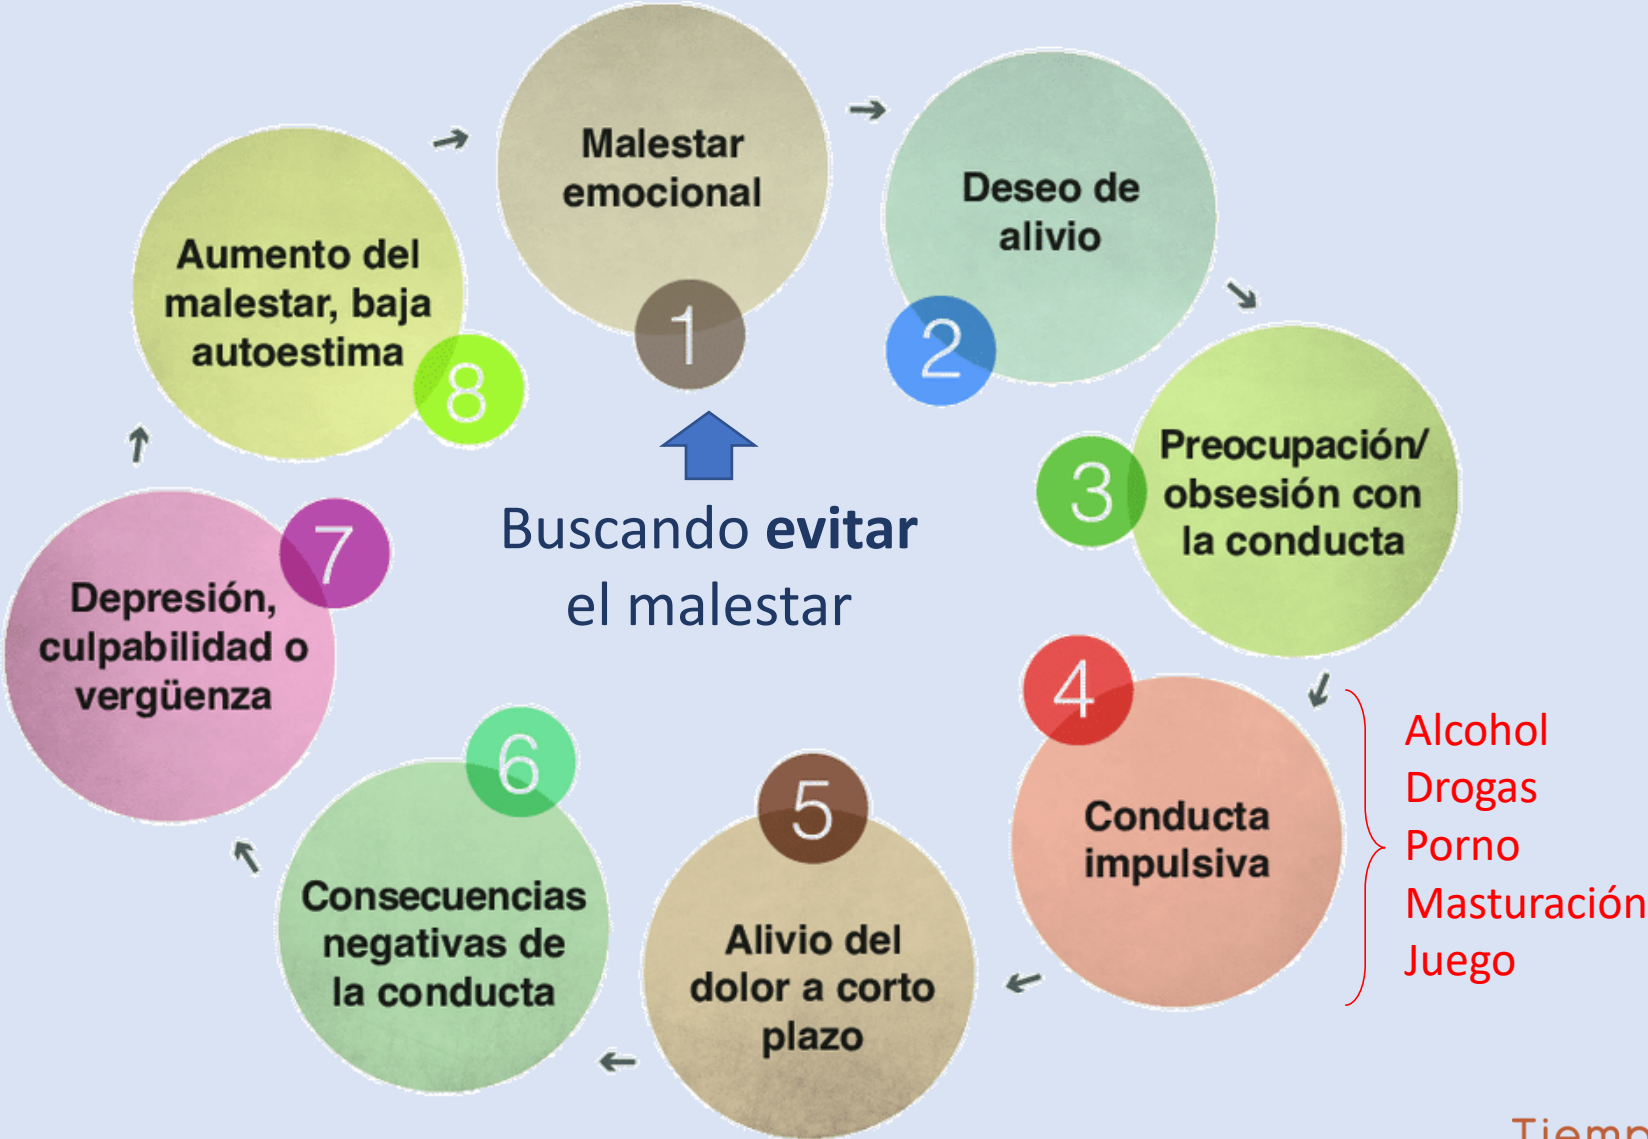 Malestar
emocional
1
Deseo de
alivio
2
Preocupación/
obsesión con
la conducta
3
Conducta
impulsiva
4
Alcohol
Drogas
Porno
Masturación
Juego
Alivio del
dolor a corto
plazo
5
Consecuencias
negativas de
la conducta
6
Depresión,
culpabilidad o
vergüenza
7
Aumento del
malestar, baja
autoestima
8
Buscando evitar
el malestar